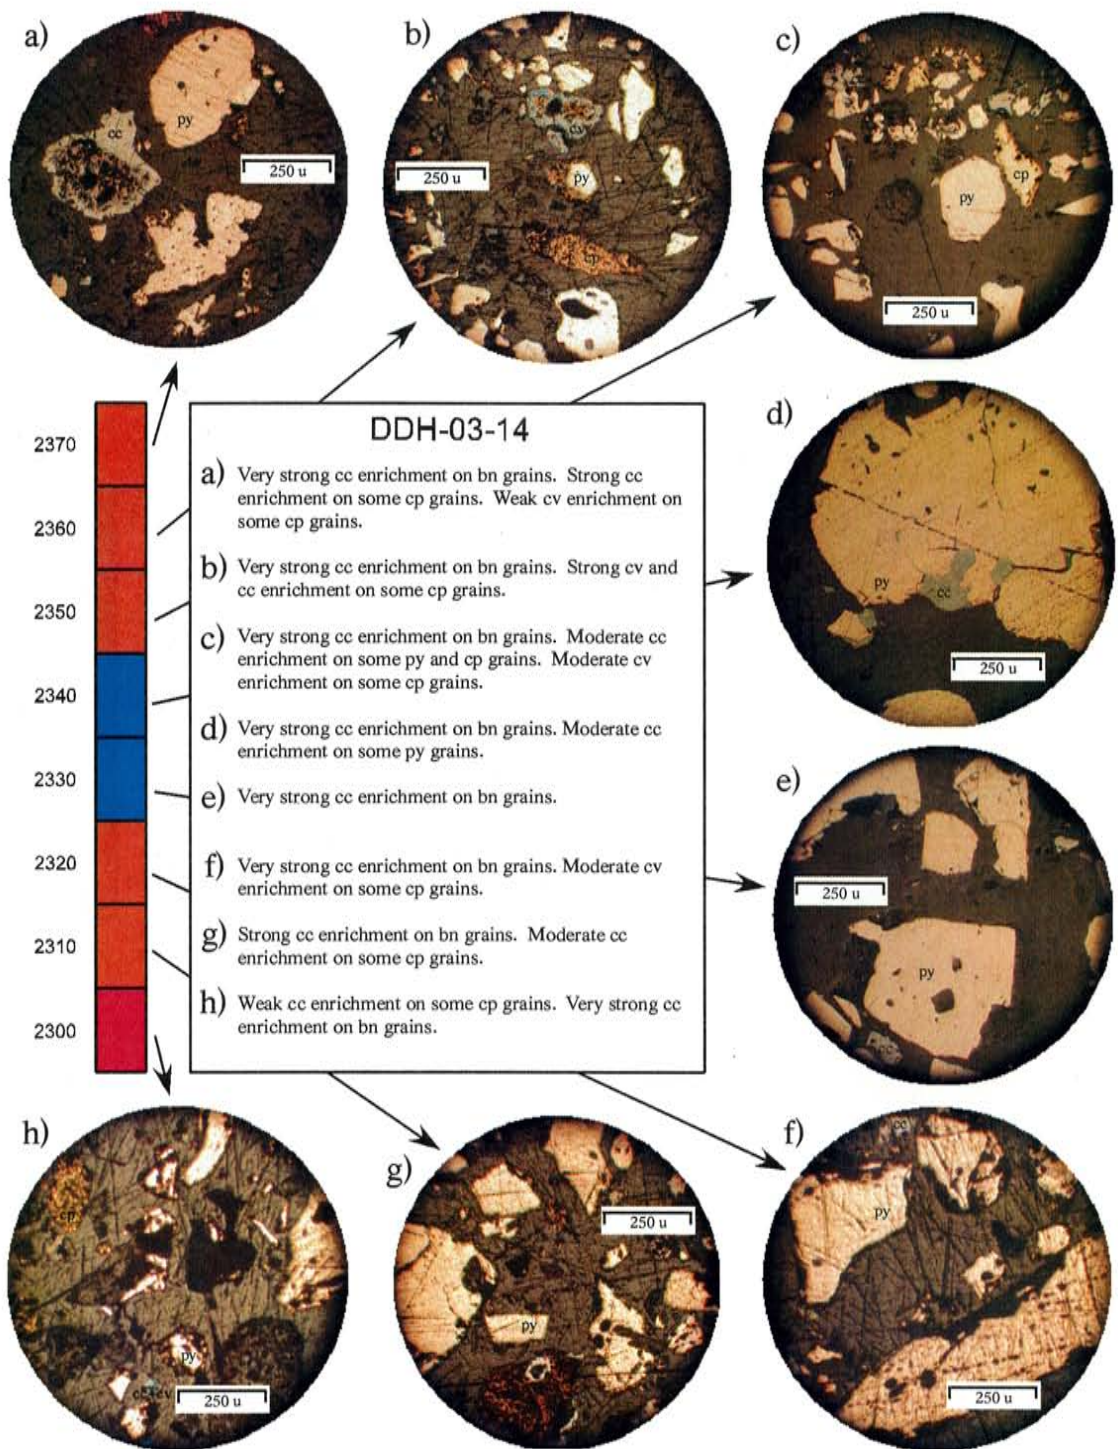 a)
cc
py
250 u
b)
cv
py
cp
250 u
c)
py
cp
250 u
d)
py
cc
250 u
2370
2360
2350
2340
2330
2320
2310
2300
DDH-03-14
a) Very strong cc enrichment on bn grains. Strong cc
enrichment on some cp grains. Weak cv enrichment on
some cp grains.
b) Very strong cc enrichment on bn grains. Strong cv and
cc enrichment on some cp grains.
c) Very strong cc enrichment on bn grains. Moderate cc
enrichment on some py and cp grains. Moderate cv
enrichment on some cp grains.
d) Very strong cc enrichment on bn grains. Moderate cc
enrichment on some py grains.
e) Very strong cc enrichment on bn grains.
f) Very strong cc enrichment on bn grains. Moderate cv
enrichment on some cp grains.
g) Strong cc enrichment on bn grains. Moderate cc
enrichment on some cp grains.
h) Weak cc enrichment on some cp grains. Very strong cc
enrichment on bn grains.
e)
250 u
py
h)
cp
py
cc+cv
250 u
g)
250 u
py
f)
cc
py
250 u